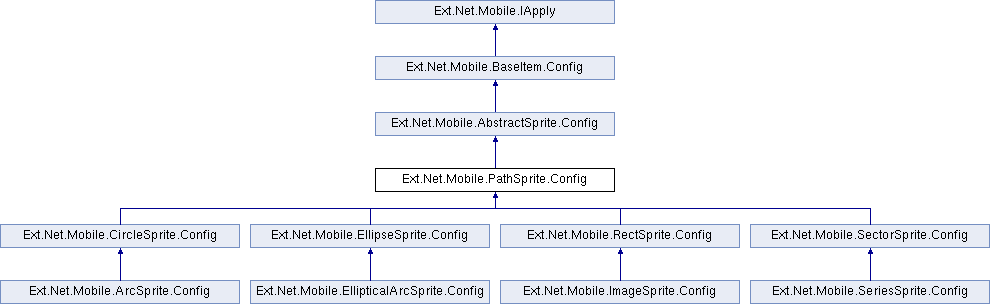 Ext.Net.Mobile.IApply
Ext.Net.Mobile.BaseItem.Config
Ext.Net.Mobile.AbstractSprite.Config
Ext.Net.Mobile.PathSprite.Config
Ext.Net.Mobile.CircleSprite.Config
Ext.Net.Mobile.EllipseSprite.Config
Ext.Net.Mobile.RectSprite.Config
Ext.Net.Mobile.SectorSprite.Config
Ext.Net.Mobile.ArcSprite.Config
Ext.Net.Mobile.EllipticalArcSprite.Config
Ext.Net.Mobile.ImageSprite.Config
Ext.Net.Mobile.SeriesSprite.Config